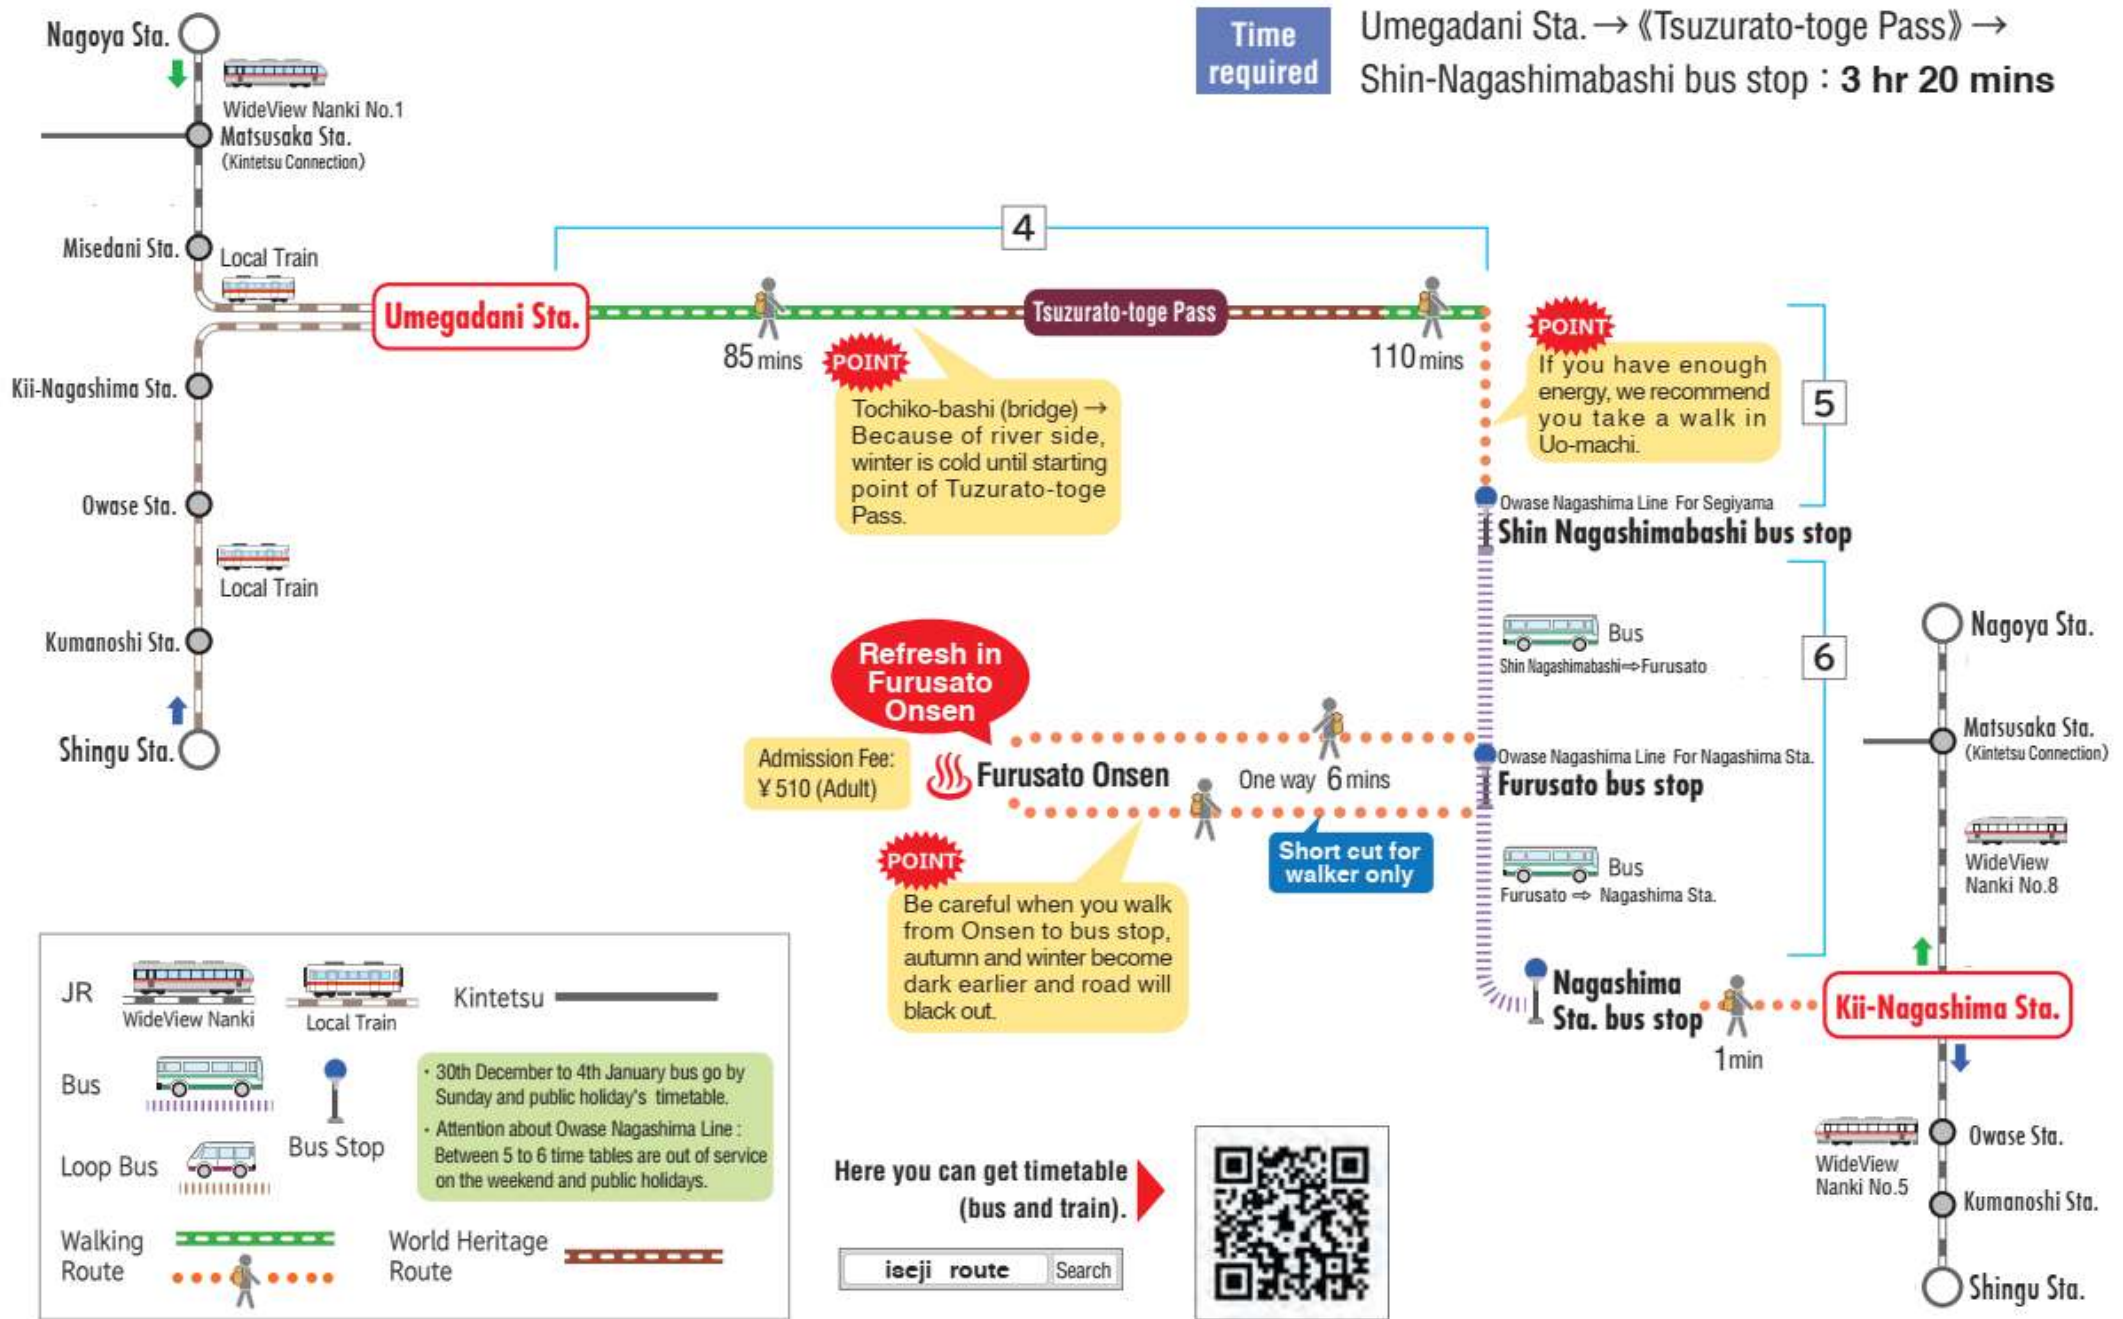 Time
required
Umegadani Sta. → 《Tsuzurato-toge Pass》 →
Shin-Nagashimabashi bus stop : 3 hr 20 mins
Nagoya Sta.
WideView Nanki No.1
Matsusaka Sta.
(Kintetsu Connection)
Misedani Sta.
Local Train
Umegadani Sta.
Kii-Nagashima Sta.
Owase Sta.
Local Train
Kumanoshi Sta.
Shingu Sta.
4
85 mins
Tsuzurato-toge Pass
110 mins
POINT
Tochiko-bashi (bridge) →
Because of river side,
winter is cold until starting
point of Tuzurato-toge
Pass.
POINT
If you have enough
energy, we recommend
you take a walk in
Uo-machi.
5
Owase Nagashima Line For Segiyama
Shin Nagashimabashi bus stop
Bus
Shin Nagashimabashi⇒Furusato
6
Refresh in
Furusato
Onsen
Admission Fee:
¥ 510 (Adult)
Furusato Onsen
One way 6 mins
Owase Nagashima Line For Nagashima Sta.
Furusato bus stop
Short cut for
walker only
POINT
Be careful when you walk
from Onsen to bus stop,
autumn and winter become
dark earlier and road will
black out.
Bus
Furusato ⇒ Nagashima Sta.
Nagashima
Sta. bus stop
1 min
Kii-Nagashima Sta.
Nagoya Sta.
Matsusaka Sta.
(Kintetsu Connection)
WideView
Nanki No.8
WideView
Nanki No.5
Owase Sta.
Kumanoshi Sta.
Shingu Sta.
JR
WideView Nanki
Local Train
Kintetsu
Bus
Bus Stop
Loop Bus
・30th December to 4th January bus go by
Sunday and public holiday's timetable.
・Attention about Owase Nagashima Line :
Between 5 to 6 time tables are out of service
on the weekend and public holidays.
Walking
Route
World Heritage
Route
Here you can get timetable
(bus and train).
iseji route
Search